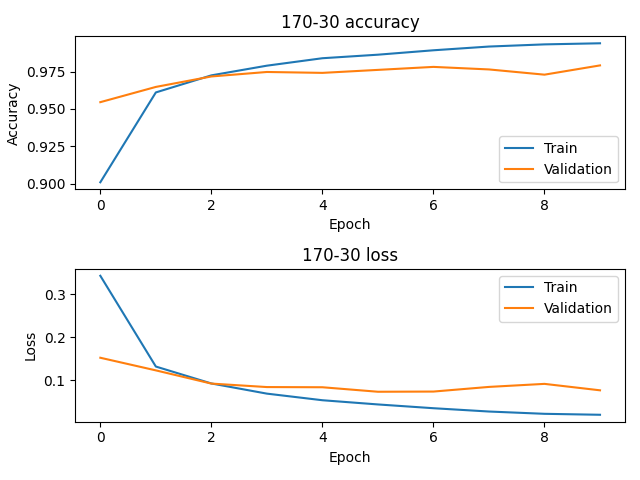 170-30 accuracy
0.975
0.950
0.925
0.900
Accuracy
Train
Validation
0 2 4 6 8
Epoch
170-30 loss
0.3
0.2
0.1
Loss
Train
Validation
0 2 4 6 8
Epoch